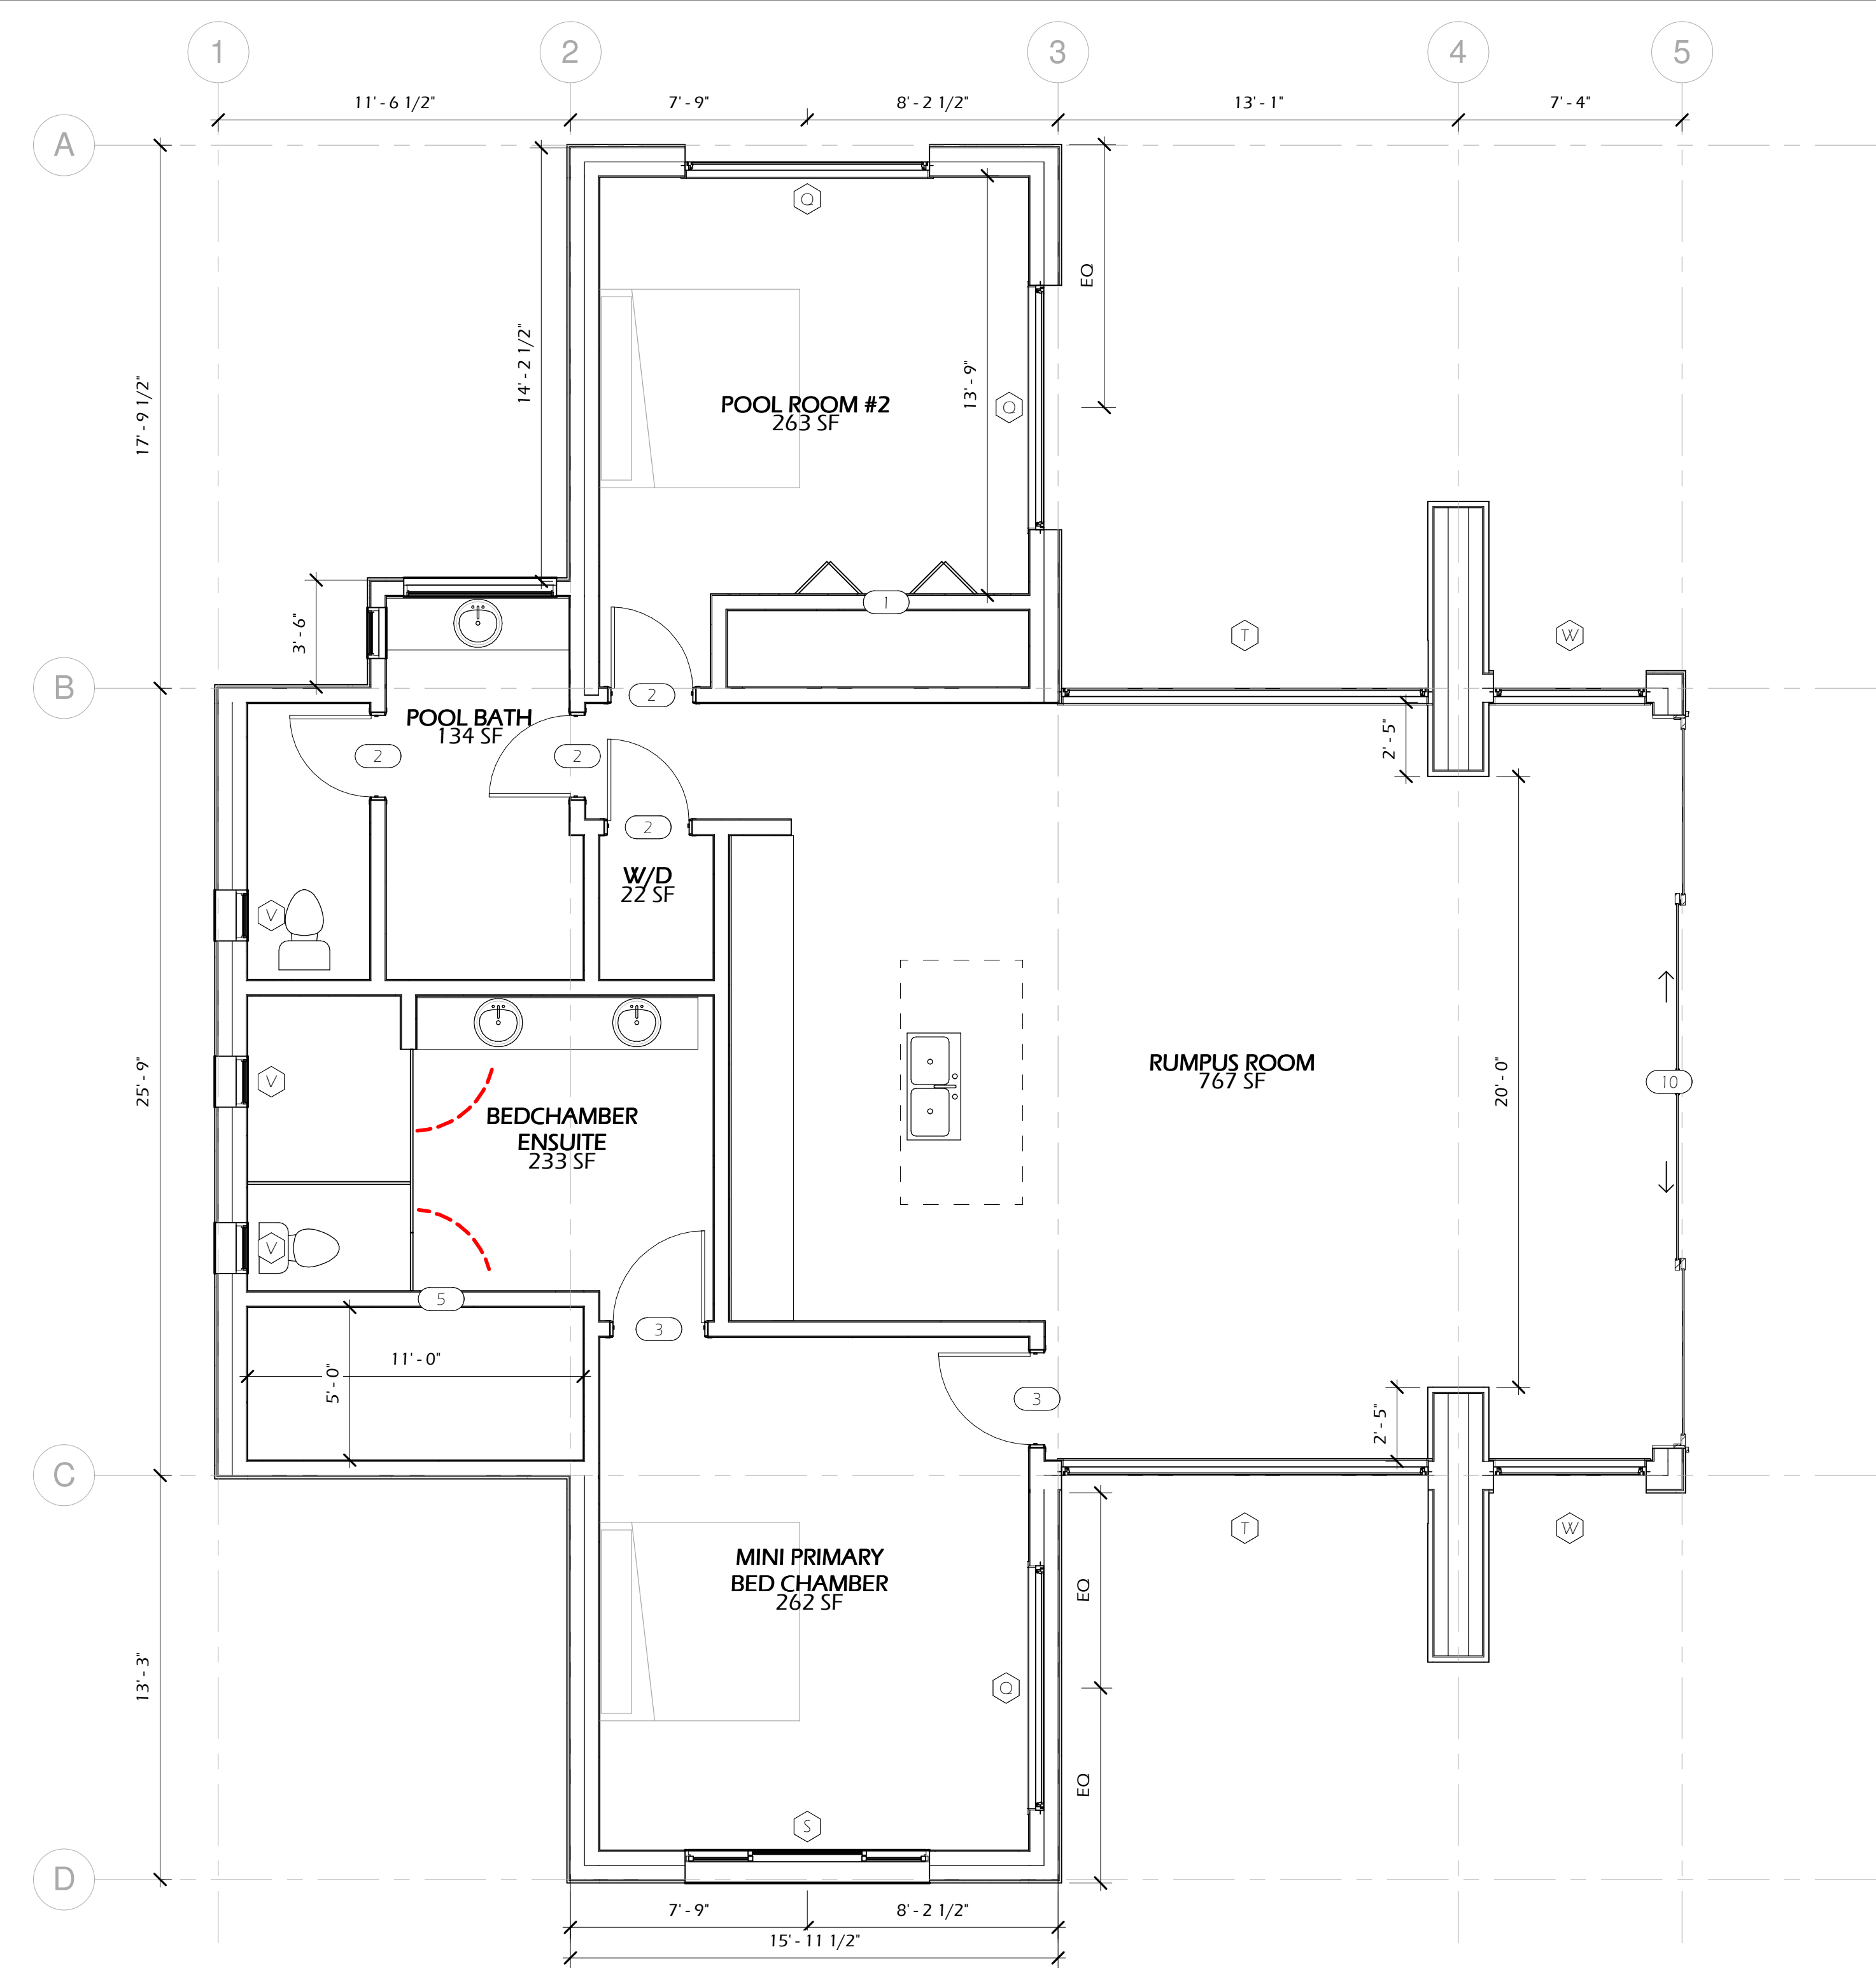 1
2
3
4
5
11' - 6 1/2"
7' - 9"
8' - 2 1/2"
13' - 1"
7' - 4"
A
Q
EQ
14' - 2 1/2"
13' - 9"
17' - 9 1/2"
POOL ROOM #2
263 SF
Q
1
3' - 6"
T
W
B
2
POOL BATH
134 SF
2
2
2' - 5"
2
W/D
22 SF
V
RUMPUS ROOM
767 SF
20' - 0"
10
25' - 9"
V
BEDCHAMBER
ENSUITE
233 SF
V
5
3
11' - 0"
5' - 0"
3
2' - 5"
C
T
W
MINI PRIMARY
BED CHAMBER
262 SF
EQ
13' - 3"
Q
EQ
S
D
7' - 9"
8' - 2 1/2"
15' - 11 1/2"